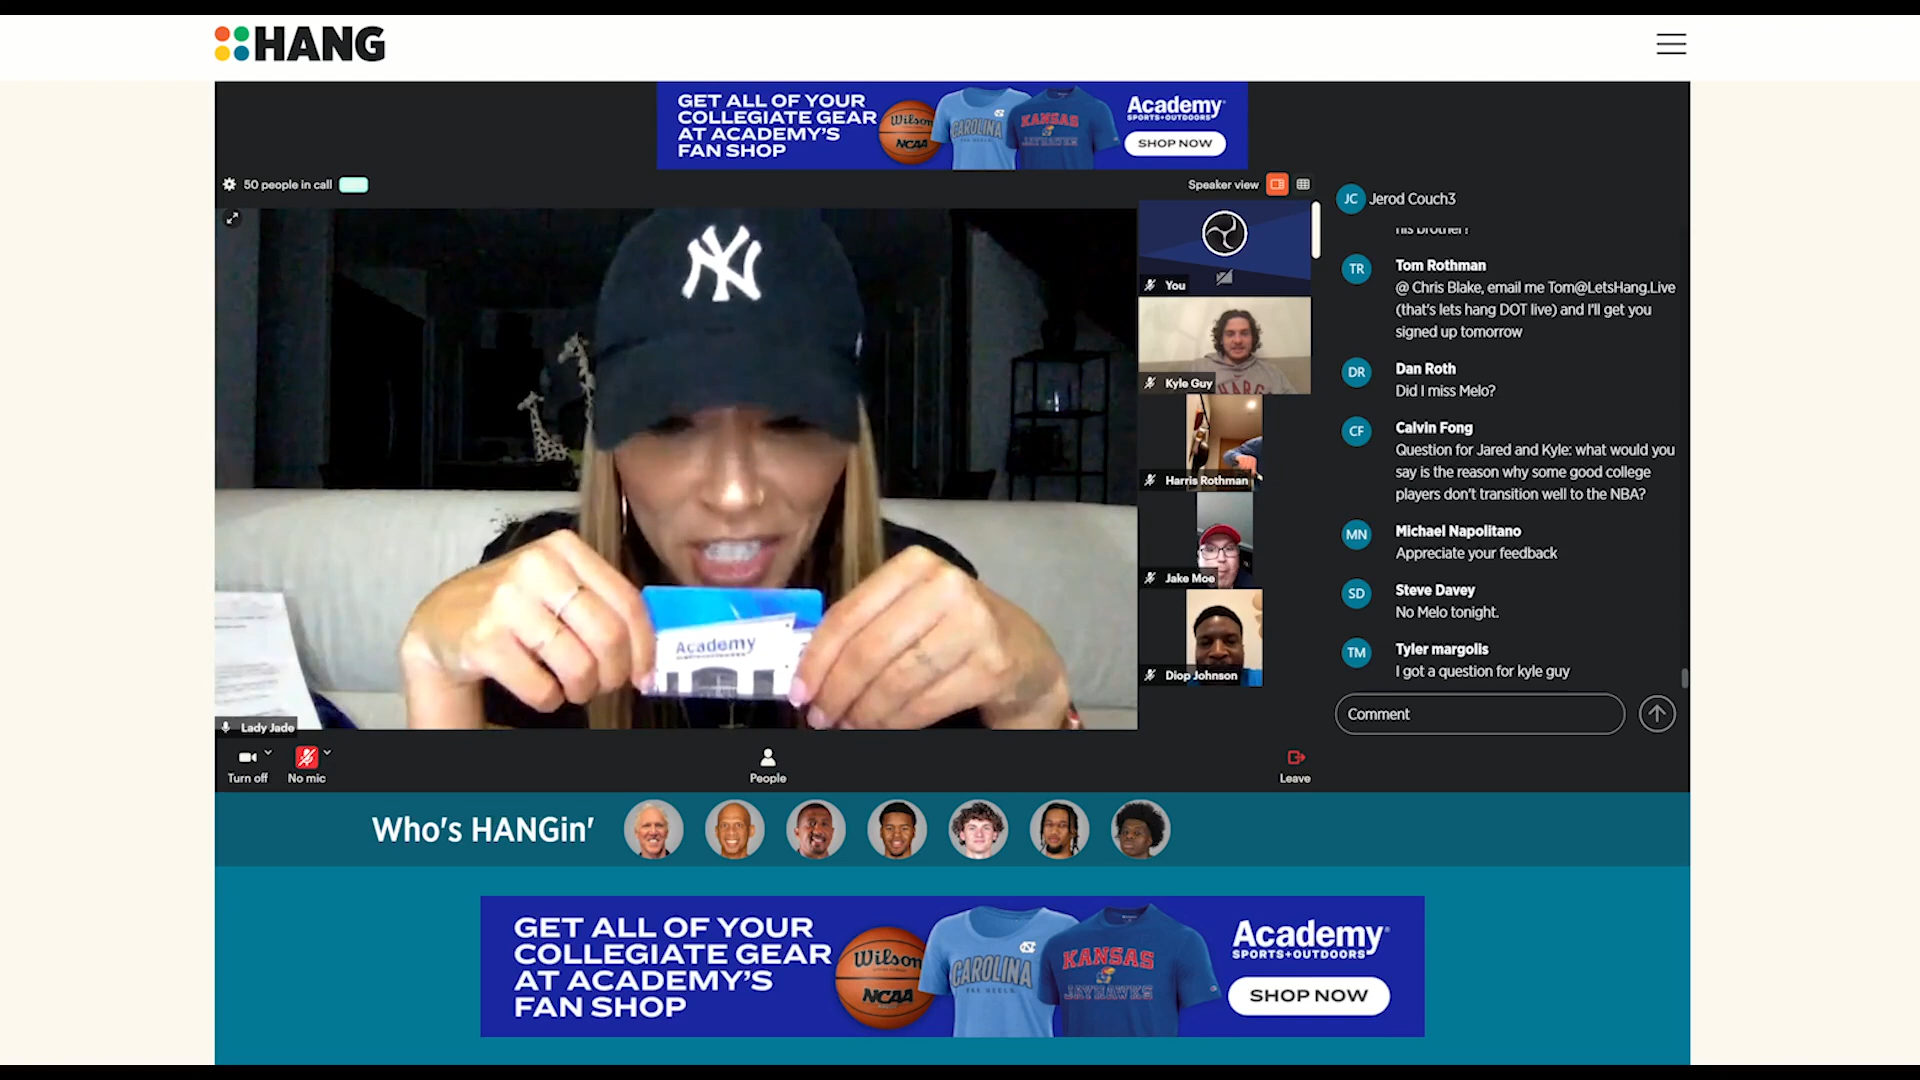 HANG
GET ALL OF YOUR
COLLEGIATE GEAR
AT ACADEMY'S
FAN SHOP
Wilson
NCAA
CAROLINA
TAR HEELS
KANSAS
JAYHAWKS
Academy
SPORTS+OUTDOORS
SHOP NOW
50 people in call
Speaker view
NY
Academy
Lady Jade
You
Kyle Guy
Harris Rothman
Jake Moe
Diop Johnson
Turn off
No mic
People
Leave
JC Jerod Couch3
his brother?
TR Tom Rothman
@ Chris Blake, email me Tom@LetsHang.Live
(that's lets hang DOT live) and I'll get you
signed up tomorrow
DR Dan Roth
Did I miss Melo?
CF Calvin Fong
Question for Jared and Kyle: what would you
say is the reason why some good college
players don't transition well to the NBA?
MN Michael Napolitano
Appreciate your feedback
SD Steve Davey
No Melo tonight.
TM Tyler margolis
I got a question for kyle guy
Comment
Who's HANGin'
GET ALL OF YOUR
COLLEGIATE GEAR
AT ACADEMY'S
FAN SHOP
Wilson
NCAA
CAROLINA
TAR HEELS
KANSAS
JAYHAWKS
Academy
SPORTS+OUTDOORS
SHOP NOW